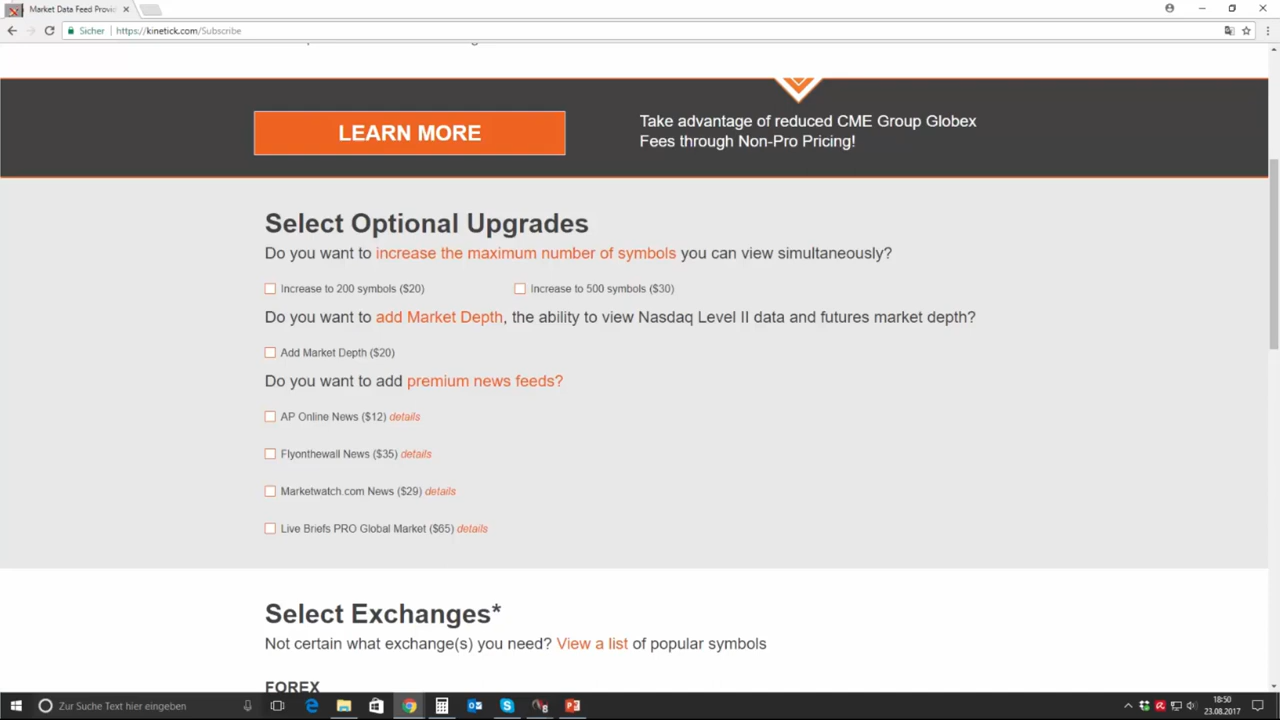 Market Data Feed Provi
Sicher https://kinetick.com/Subscribe
LEARN MORE
Take advantage of reduced CME Group Globex
Fees through Non-Pro Pricing!
Select Optional Upgrades
Do you want to increase the maximum number of symbols you can view simultaneously?
Increase to 200 symbols ($20) Increase to 500 symbols ($30)
Do you want to add Market Depth, the ability to view Nasdaq Level II data and futures market depth?
Add Market Depth ($20)
Do you want to add premium news feeds?
AP Online News ($12) details
Flyonthewall News ($35) details
Marketwatch.com News ($29) details
Live Briefs PRO Global Market ($65) details
Select Exchanges*
Not certain what exchange(s) you need? View a list of popular symbols
FOREX
Zur Suche Text hier eingeben
18:50
23.08.2017